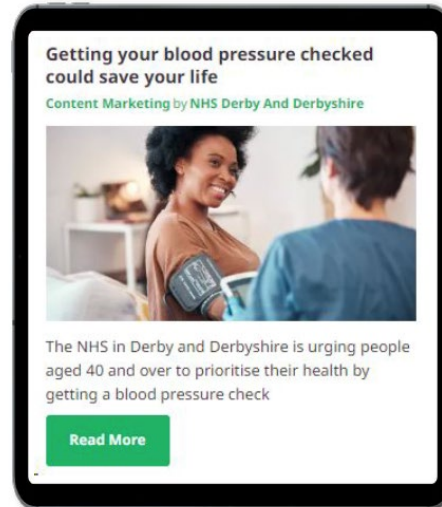 Getting your blood pressure checked
could save your life
Content Marketing by NHS Derby And Derbyshire
The NHS in Derby and Derbyshire is urging people
aged 40 and over to prioritise their health by
getting a blood pressure check
Read More